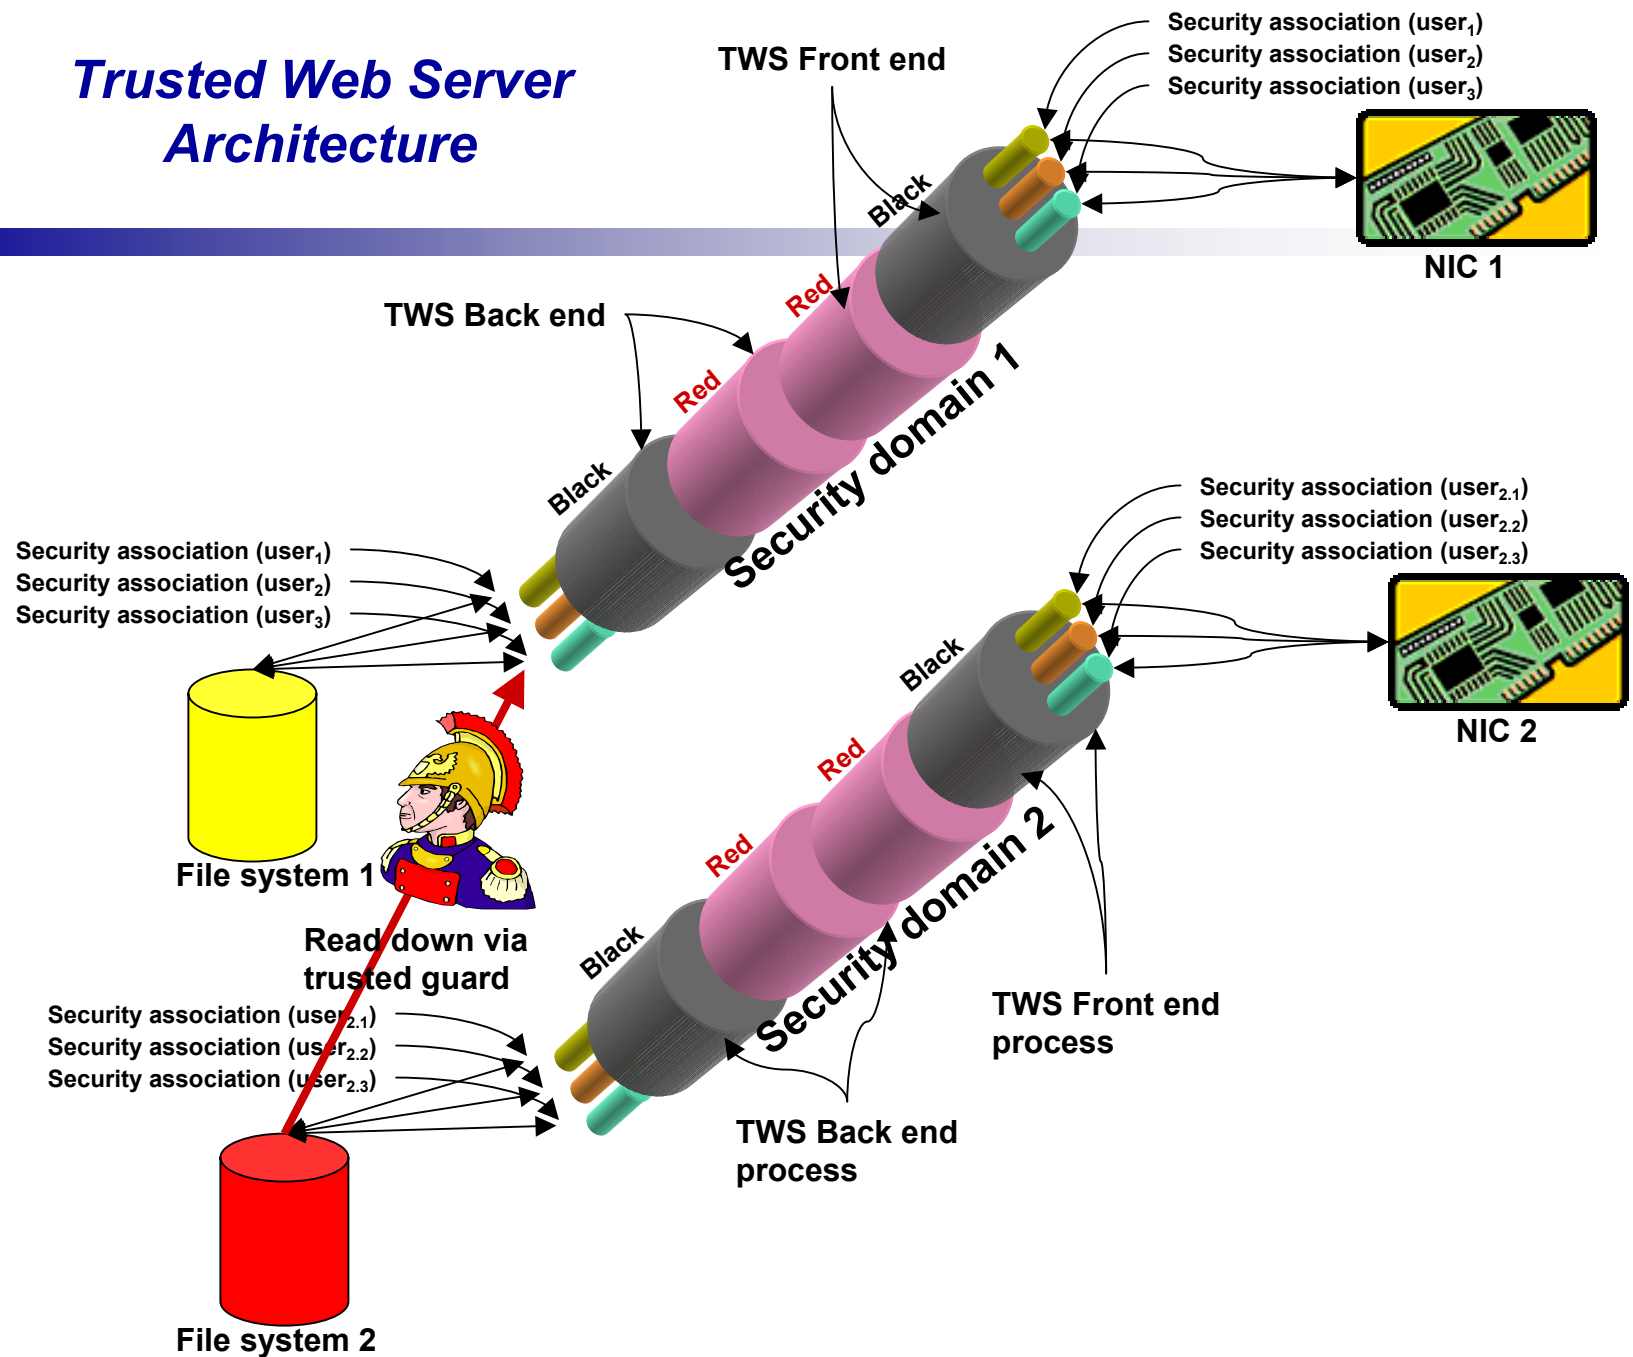 Trusted Web Server
Architecture
TWS Front end
Security association (user1)
Security association (user2)
Security association (user3)
NIC 1
Black
Red
TWS Back end
Red
Black
Security domain 1
Security association (user1)
Security association (user2)
Security association (user3)
File system 1
Security association (user2.1)
Security association (user2.2)
Security association (user2.3)
NIC 2
Black
Red
Red
Black
Security domain 2
Read down via
trusted guard
Security association (user2.1)
Security association (user2.2)
Security association (user2.3)
TWS Front end
process
TWS Back end
process
File system 2